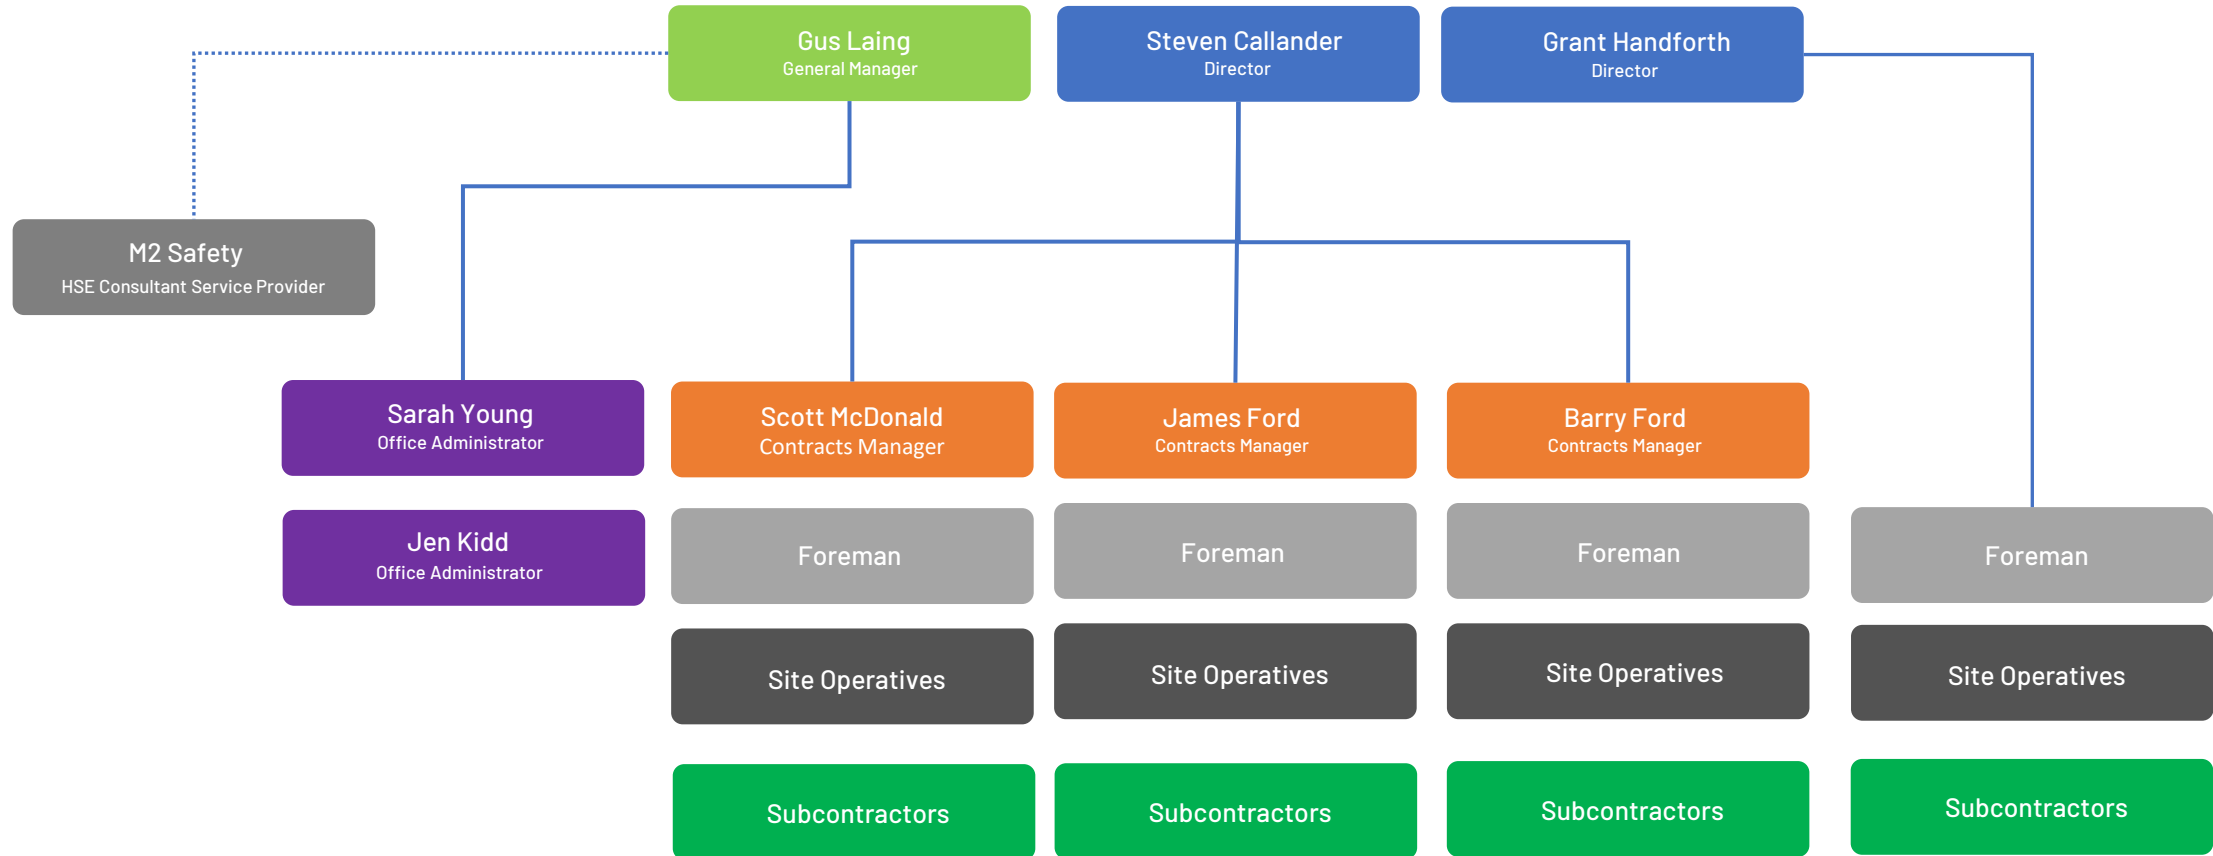 Gus Laing
General Manager
Steven Callander
Director
Grant Handforth
Director
M2 Safety
HSE Consultant Service Provider
Sarah Young
Office Administrator
Scott McDonald
Contracts Manager
James Ford
Contracts Manager
Barry Ford
Contracts Manager
Jen Kidd
Office Administrator
Foreman
Foreman
Foreman
Foreman
Site Operatives
Site Operatives
Site Operatives
Site Operatives
Subcontractors
Subcontractors
Subcontractors
Subcontractors